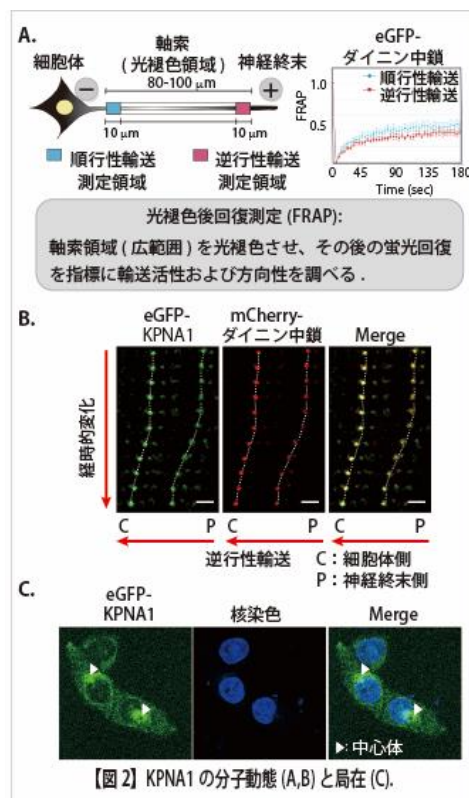 A.
eGFP-
ダイニン中鎖
軸索
(光褪色領域)
細胞体
神経終末
80-100 μm
－
＋
10 μm
10 μm
順行性輸送
測定領域
逆行性輸送
測定領域
FRAP
1.0
0.5
順行性輸送
逆行性輸送
0 45 90 135 180
Time (sec)
光褪色後回復測定 (FRAP):
軸索領域 ( 広範囲 ) を光褪色させ、その後の蛍光回復
を指標に輸送活性および方向性を調べる .
B.
eGFP-
KPNA1
mCherry-
ダイニン中鎖
Merge
経時的変化
C P
C P
C P
逆行性輸送
C：細胞体側
P：神経終末側
C.
eGFP-
KPNA1
核染色
Merge
▶: 中心体
【図 2】KPNA1 の分子動態 (A,B) と局在 (C).